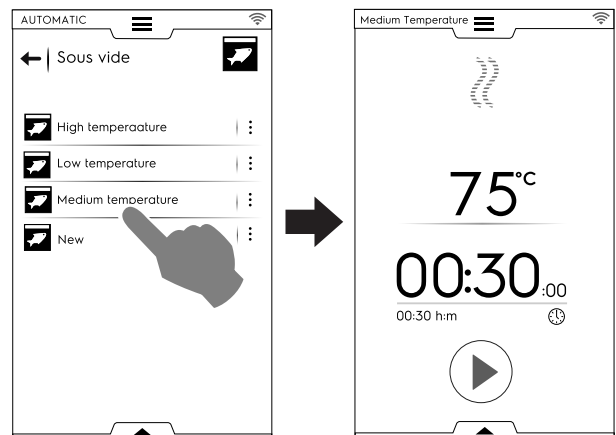 AUTOMATIC
Sous vide
High temperaature
Low temperature
Medium temperature
New
Medium Temperature
75°C
00:30:00
00:30 h:m